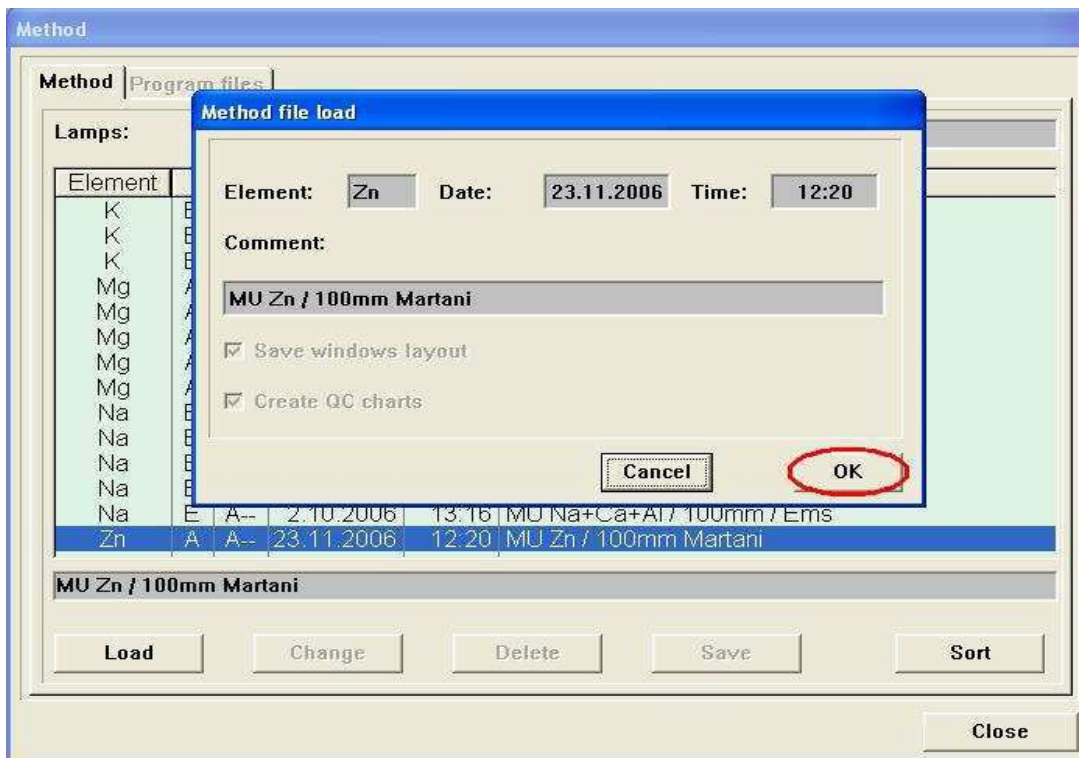 Method
Method Program files
Lamps:
Method file load
Element: Zn Date: 23.11.2006 Time: 12:20
Comment:
MU Zn / 100mm Martani
Save windows layout
Create QC charts
Cancel OK
Element
K E
K E
K E
Mg A
Mg A
Mg A
Mg A
Mg A
Na E
Na E
Na E
Na E
Na E A-- 2.10.2006 13:16 MU Na+Ca+Al / 100mm / Ems
Zn A A-- 23.11.2006 12:20 MU Zn / 100mm Martani
MU Zn / 100mm Martani
Load Change Delete Save Sort
Close